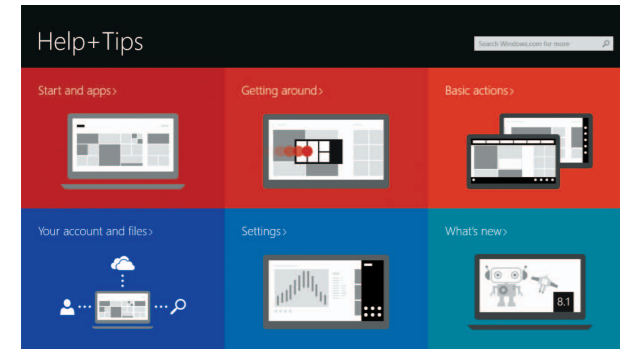 Help+Tips
Search Windows.com for more
Start and apps›
Getting around›
Basic actions›
Your account and files›
Settings›
What's new›
8.1